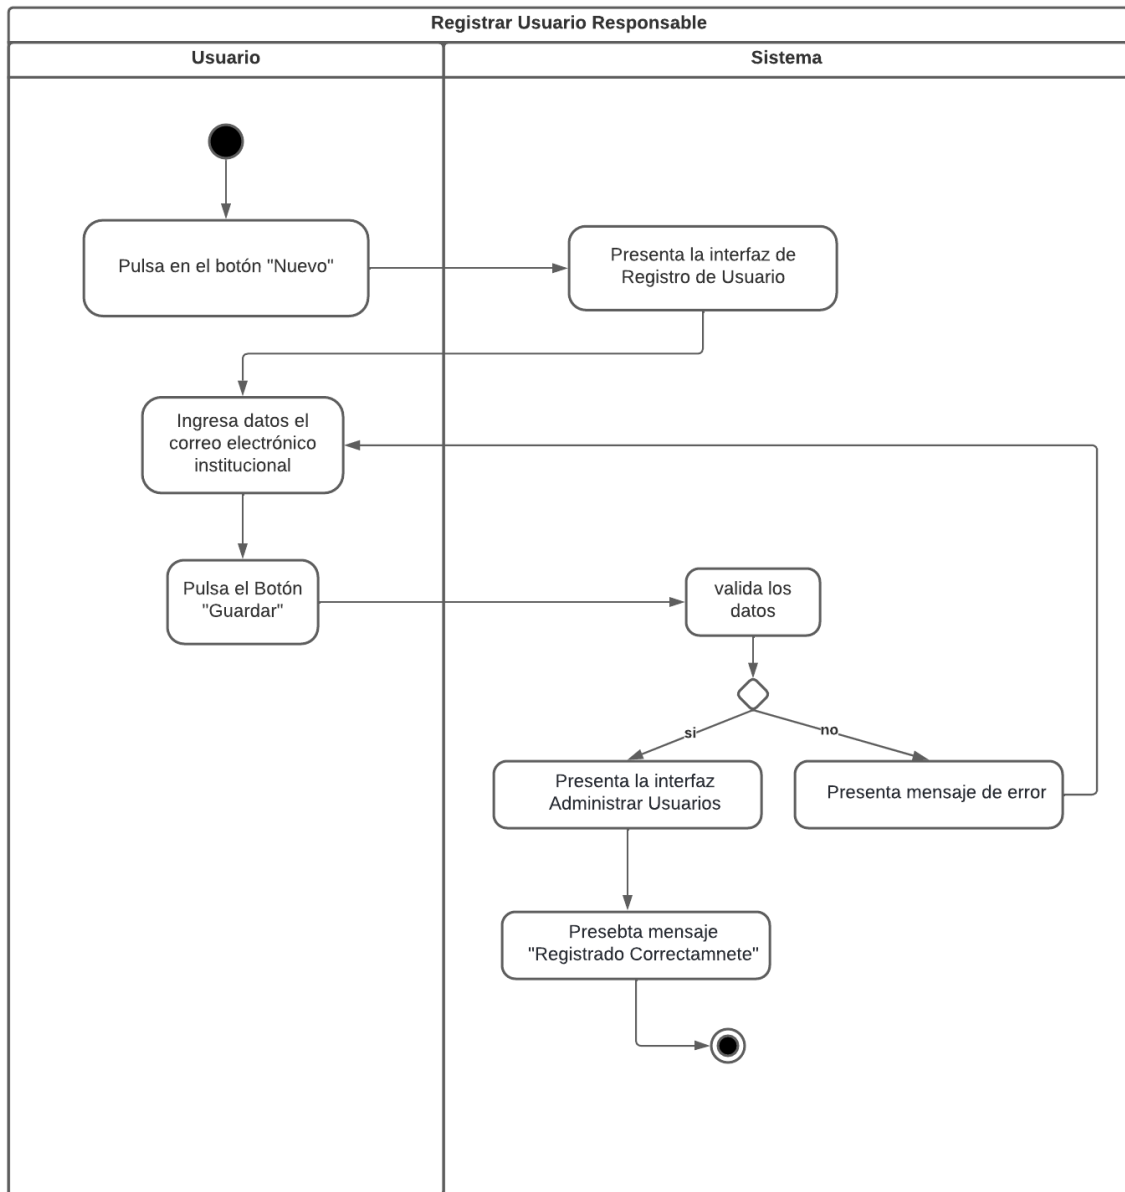 Registrar Usuario Responsable
Usuario
Sistema
Pulsa en el botón "Nuevo"
Presenta la interfaz de
Registro de Usuario
Ingresa datos el
correo electrónico
institucional
Pulsa el Botón
"Guardar"
valida los
datos
si
no
Presenta la interfaz
Administrar Usuarios
Presenta mensaje de error
Presebta mensaje
"Registrado Correctamnete"